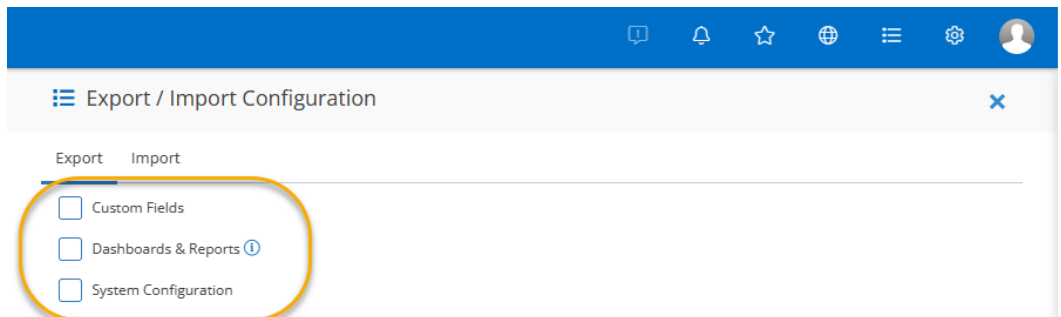 Export / Import Configuration
Export Import
Custom Fields
Dashboards & Reports
System Configuration